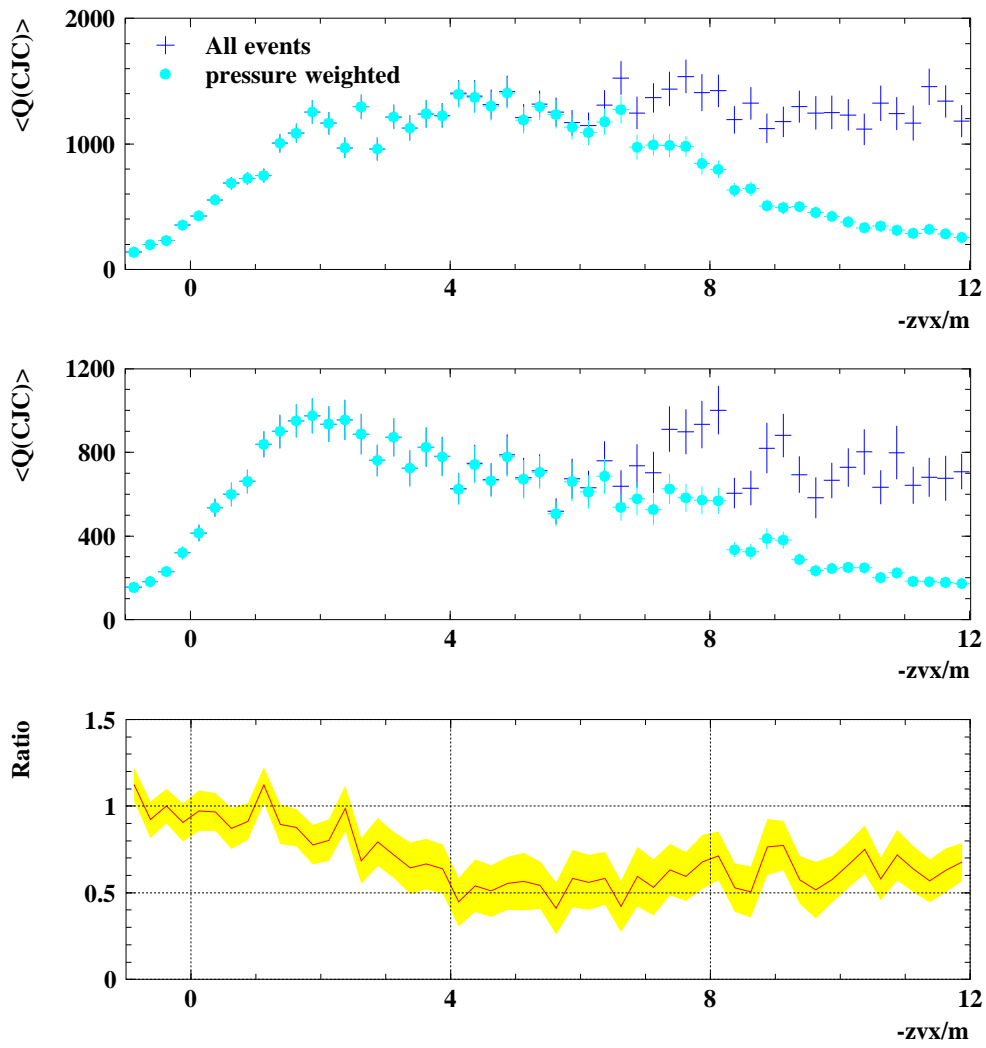 <Q(CJC)>
2000
All events
pressure weighted
1000
0
0
4
8
12
-zvx/m
<Q(CJC)>
1200
800
400
0
0
4
8
12
-zvx/m
Ratio
1.5
1
0.5
0
0
4
8
12
-zvx/m